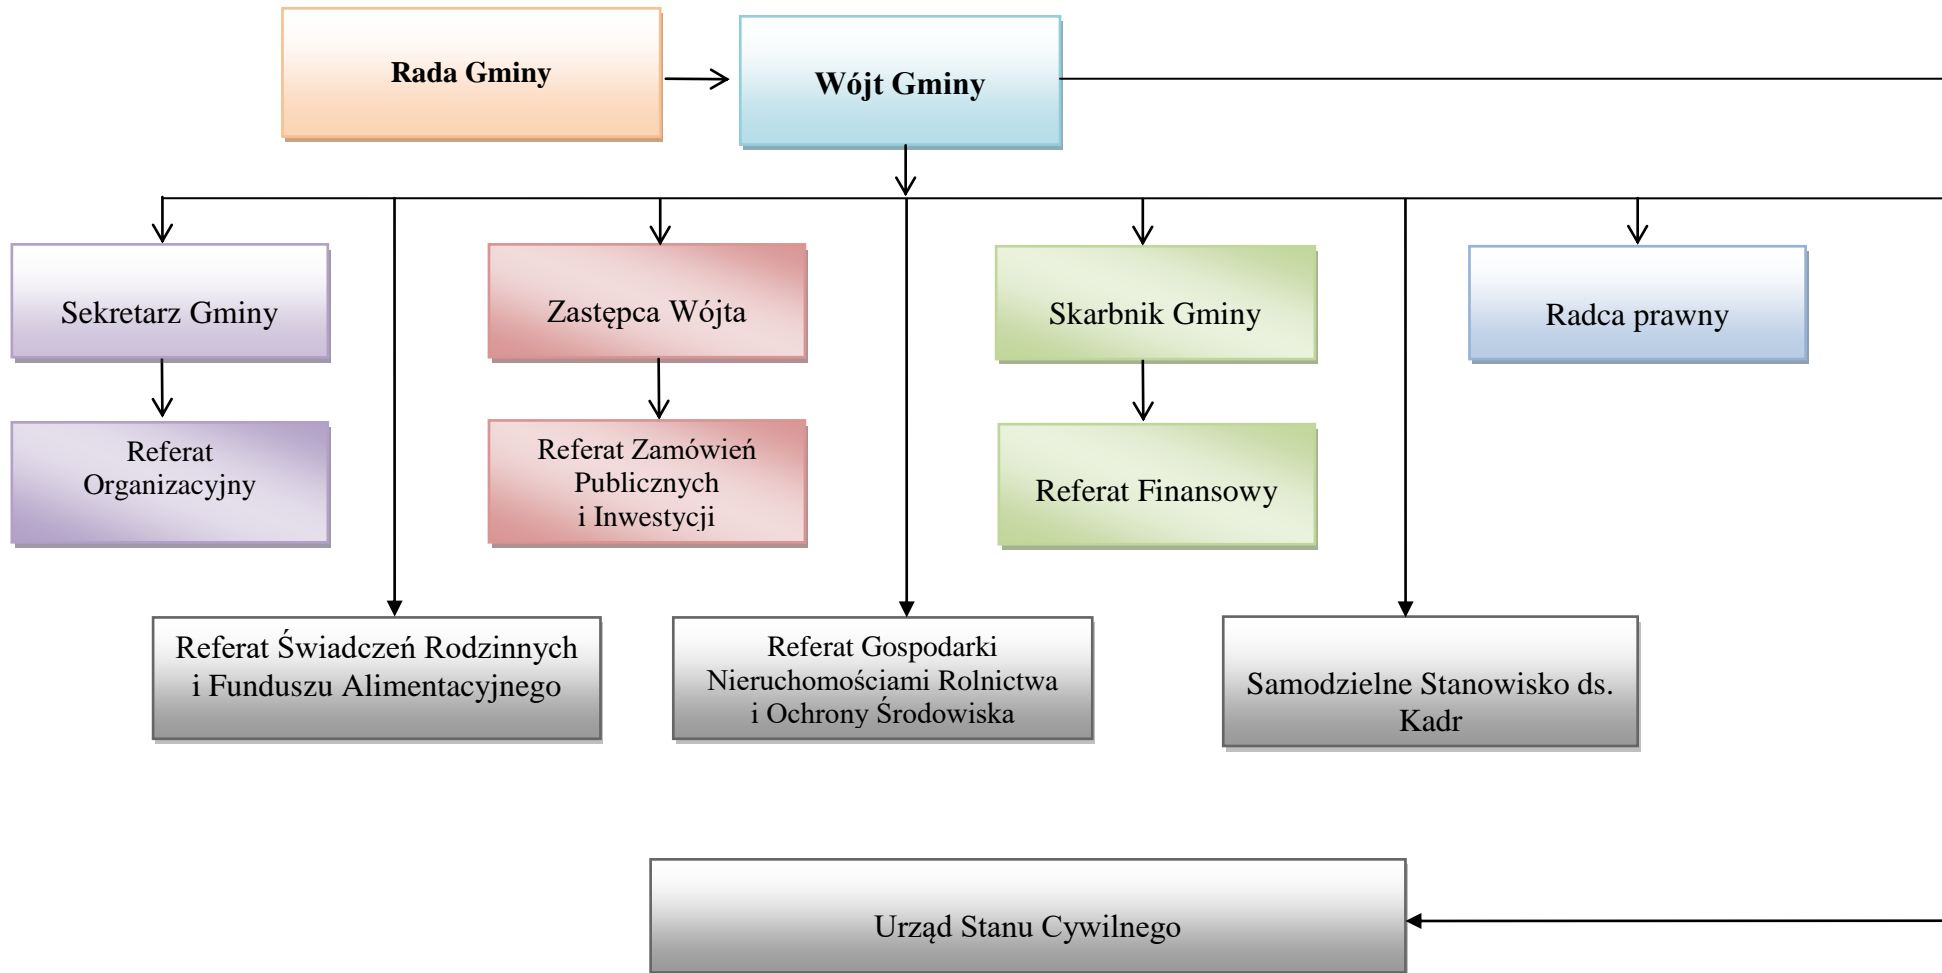 Rada Gminy
Wójt Gminy
Sekretarz Gminy
Zastępca Wójta
Skarbnik Gminy
Radca prawny
Referat
Organizacyjny
Referat Zamówień
Publicznych
i Inwestycji
Referat Finansowy
Referat Świadczeń Rodzinnych
i Funduszu Alimentacyjnego
Referat Gospodarki
Nieruchomościami Rolnictwa
i Ochrony Środowiska
Samodzielne Stanowisko ds.
Kadr
Urząd Stanu Cywilnego